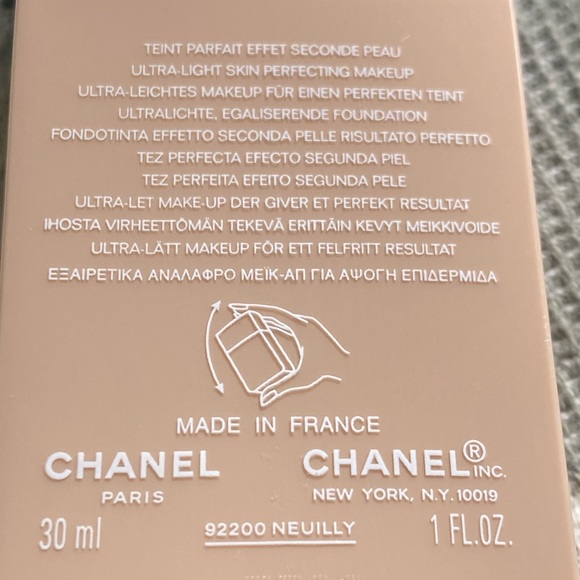 TEINT PARFAIT EFFET SECONDE PEAU
ULTRA-LIGHT SKIN PERFECTING MAKEUP
ULTRA-LEICHTES MAKEUP FÜR EINEN PERFEKTEN TEINT
ULTRALICHTE, EGALISERENDE FOUNDATION
FONDOTINTA EFFETTO SECONDA PELLE RISULTATO PERFETTO
TEZ PERFECTA EFECTO SEGUNDA PIEL
TEZ PERFEITA EFEITO SEGUNDA PELE
ULTRA-LET MAKE-UP DER GIVER ET PERFEKT RESULTAT
IHOSTA VIRHEETTÖMÄN TEKEVÄ ERITTÄIN KEVYT MEIKKIVOIDE
ULTRA-LÄTT MAKEUP FÖR ETT FELFRITT RESULTAT
ΕΞΑΙΡΕΤΙΚΑ ΑΝΑΛΑΦΡΟ ΜΕΪΚ-ΑΠ ΓΙΑ ΑΨΟΓΗ ΕΠΙΔΕΡΜΙΔΑ
MADE IN FRANCE
CHANEL CHANEL® INC.
PARIS NEW YORK, N.Y. 10019
30 ml 92200 NEUILLY 1 FL.OZ.